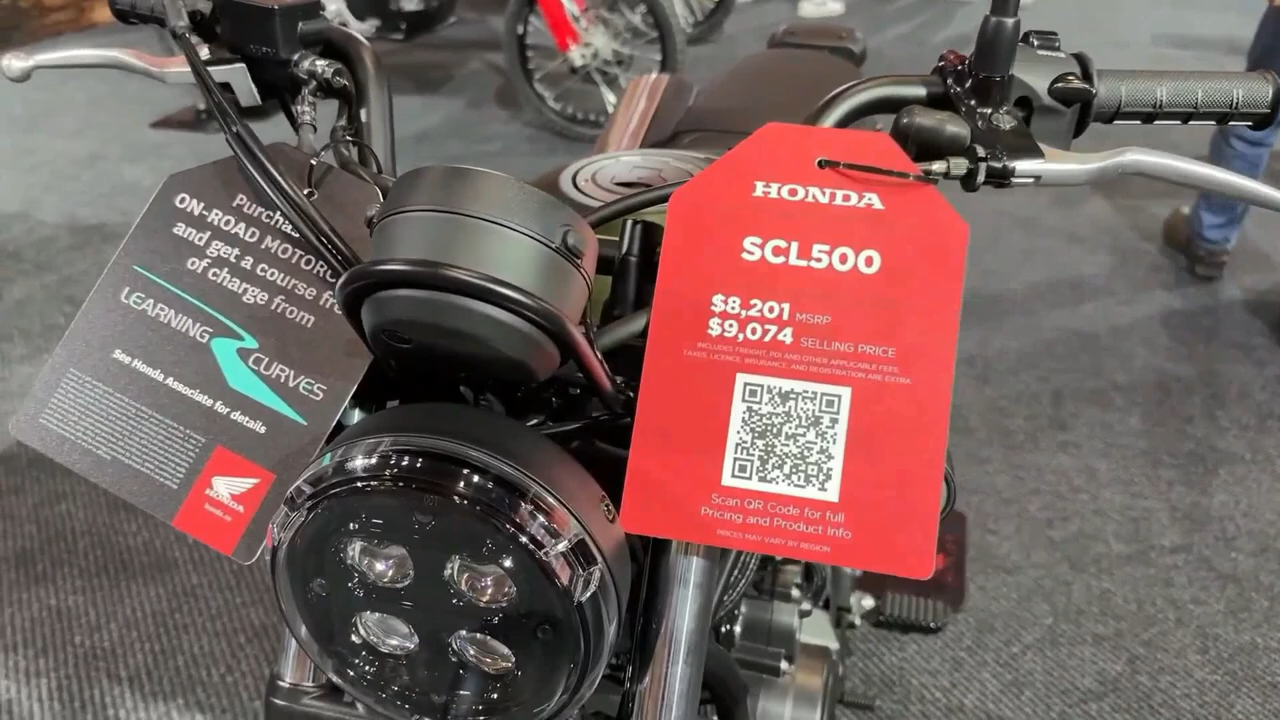 Purchas
ON-ROAD MOTORC
and get a course fre
of charge from
LEARNING
CURVES
See Honda Associate for details
HONDA
honda.ca
HONDA
SCL500
$8,201 MSRP
$9,074 SELLING PRICE
INCLUDES FREIGHT, PDI AND OTHER APPLICABLE FEES.
TAXES, LICENCE, INSURANCE, AND REGISTRATION ARE EXTRA.
Scan QR Code for full
Pricing and Product Info
PRICES MAY VARY BY REGION